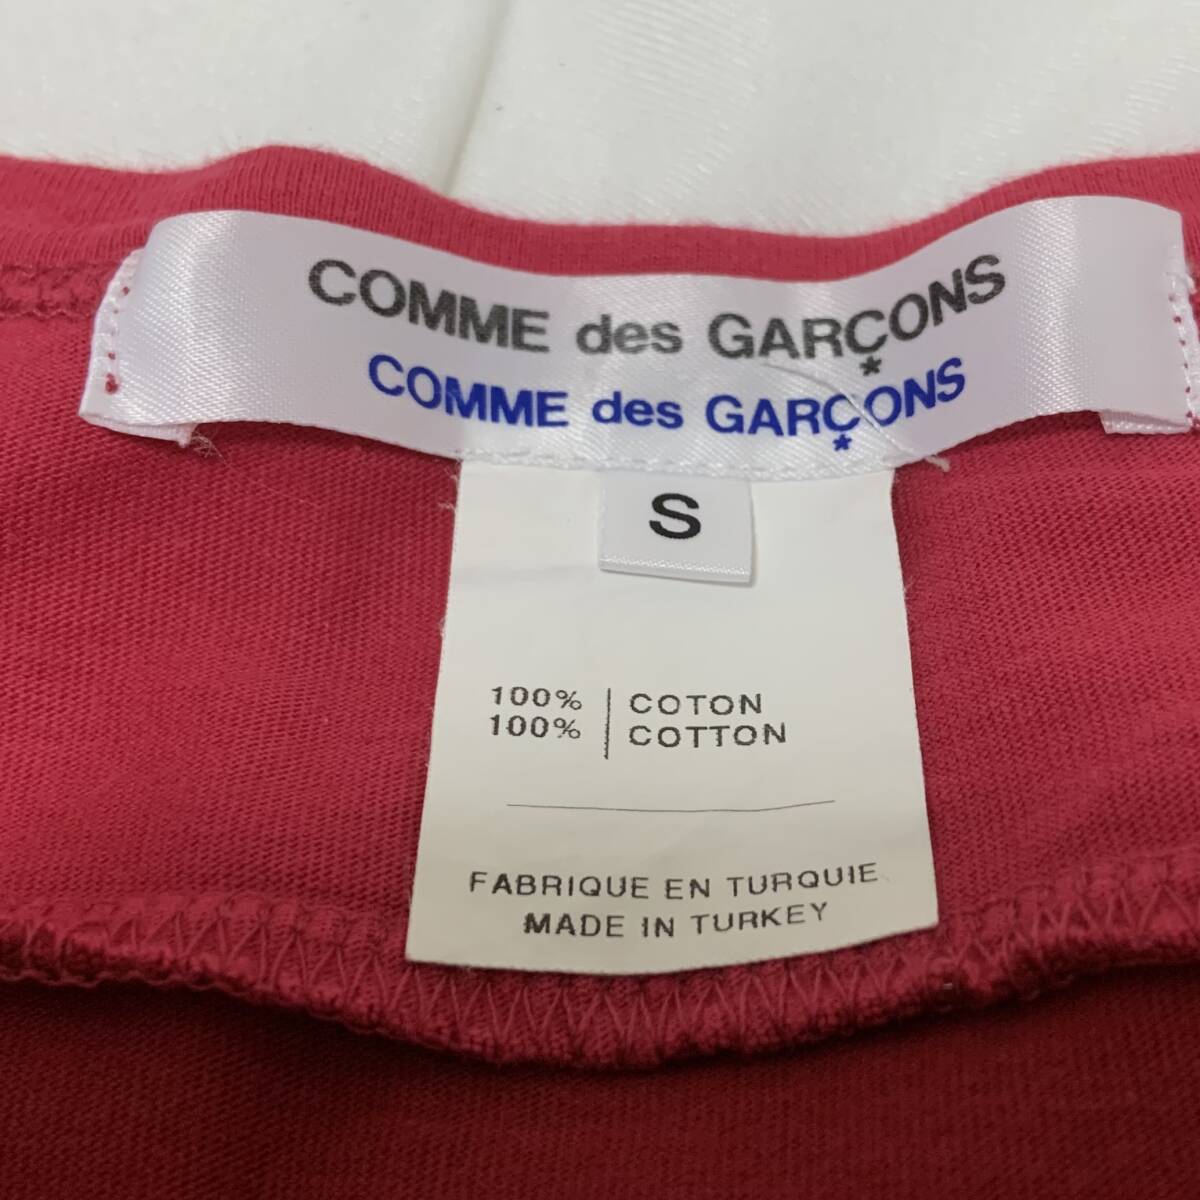 COMME des GARÇONS
*
COMME des GARÇONS
*
S
100% | COTON
100% | COTTON
FABRIQUE EN TURQUIE
MADE IN TURKEY